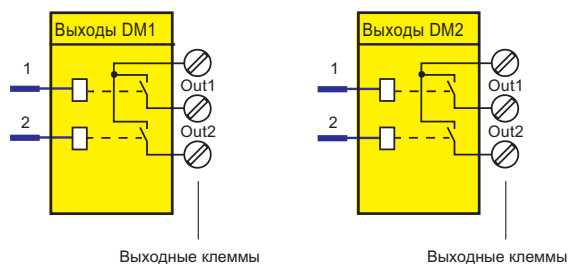 Выходы DM1
1
Out1
2
Out2
Выходные клеммы
Выходы DM2
1
Out1
2
Out2
Выходные клеммы